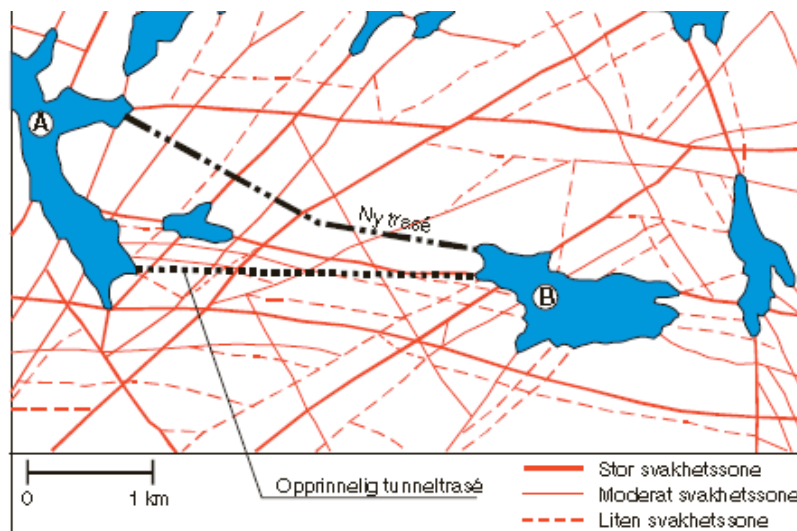 A
Ny trasé
B
0 1 km
Opprinnelig tunneltrasé
Stor svakhetssone
Moderat svakhetssone
Liten svakhetssone